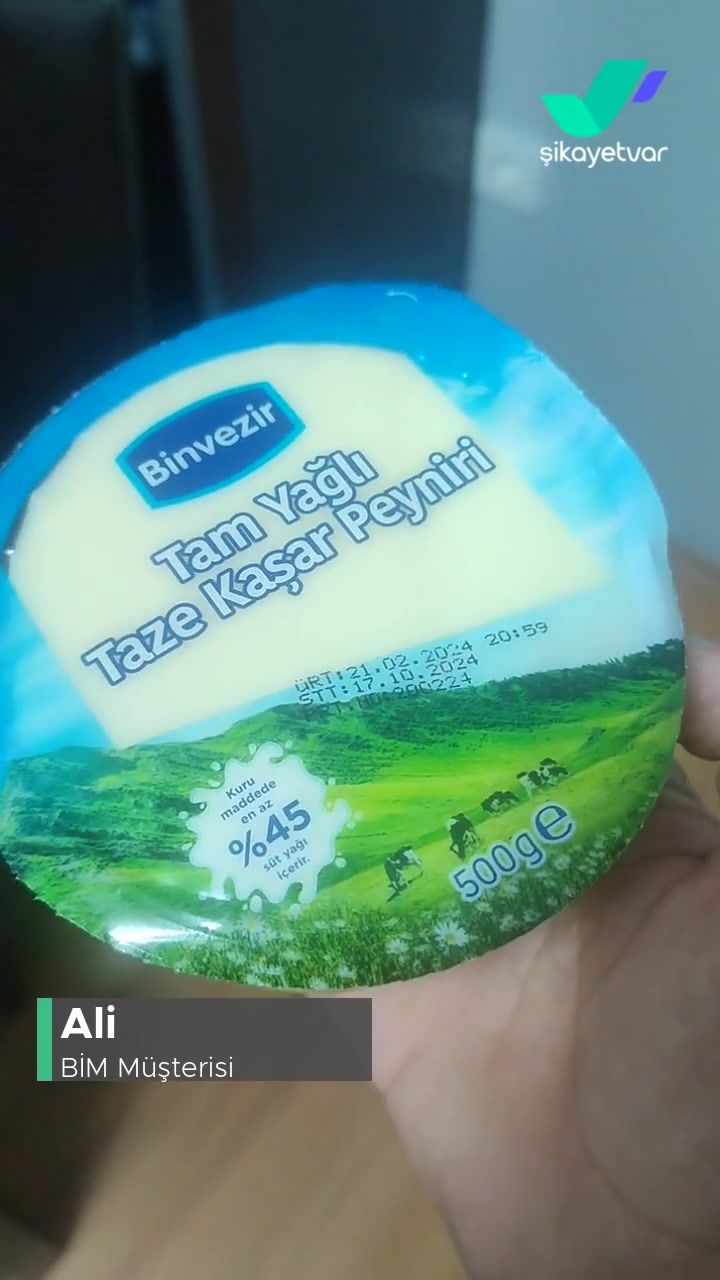 şikayetvar
Binvezir
Tam Yağlı
Taze Kaşar Peyniri
ÜRT:21.02.2024 20:59
STT:17.10.2024
Kuru
maddede
en az
%45
süt yağı
içerir.
500g e
Ali
BİM Müşterisi